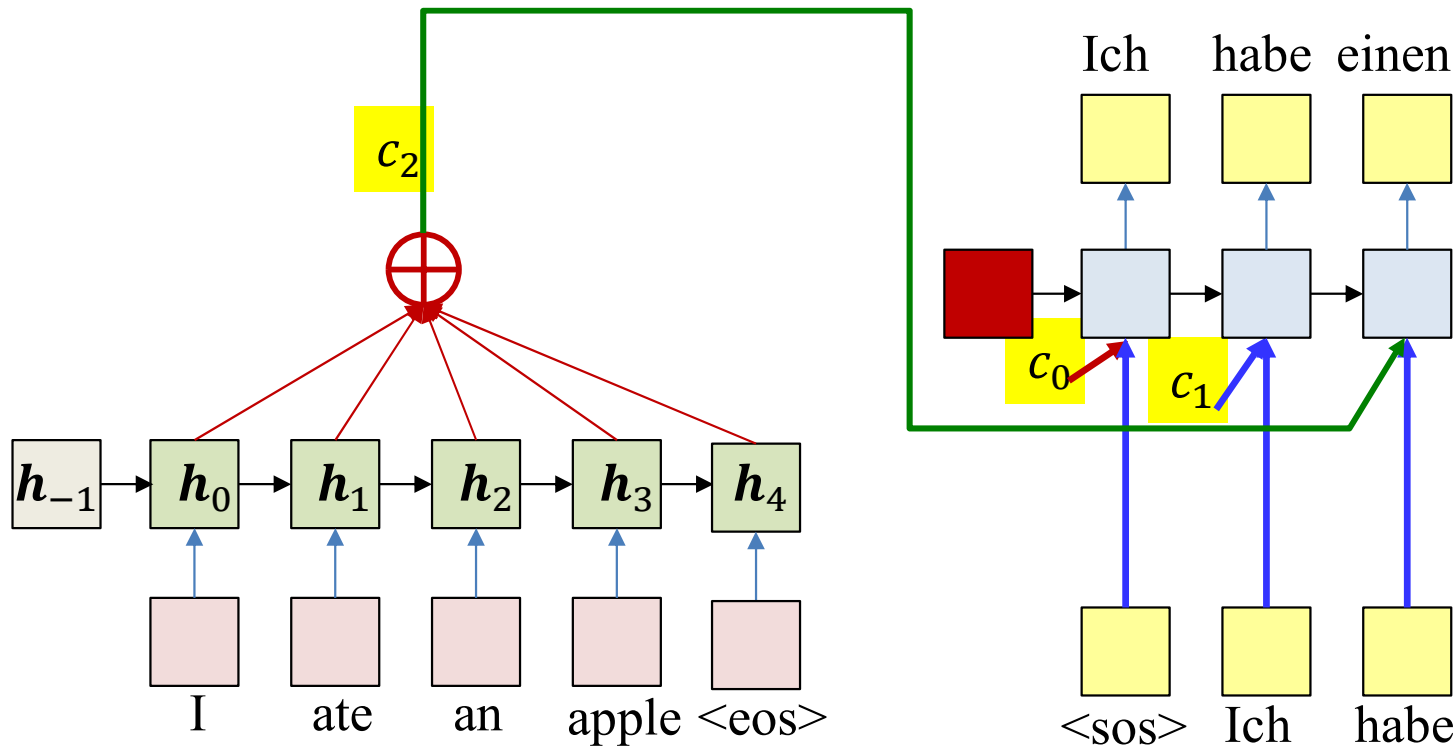 Ich habe einen
c₂
c₀
c₁
h₋₁ h₀ h₁ h₂ h₃ h₄
I ate an apple <eos>
<sos> Ich habe